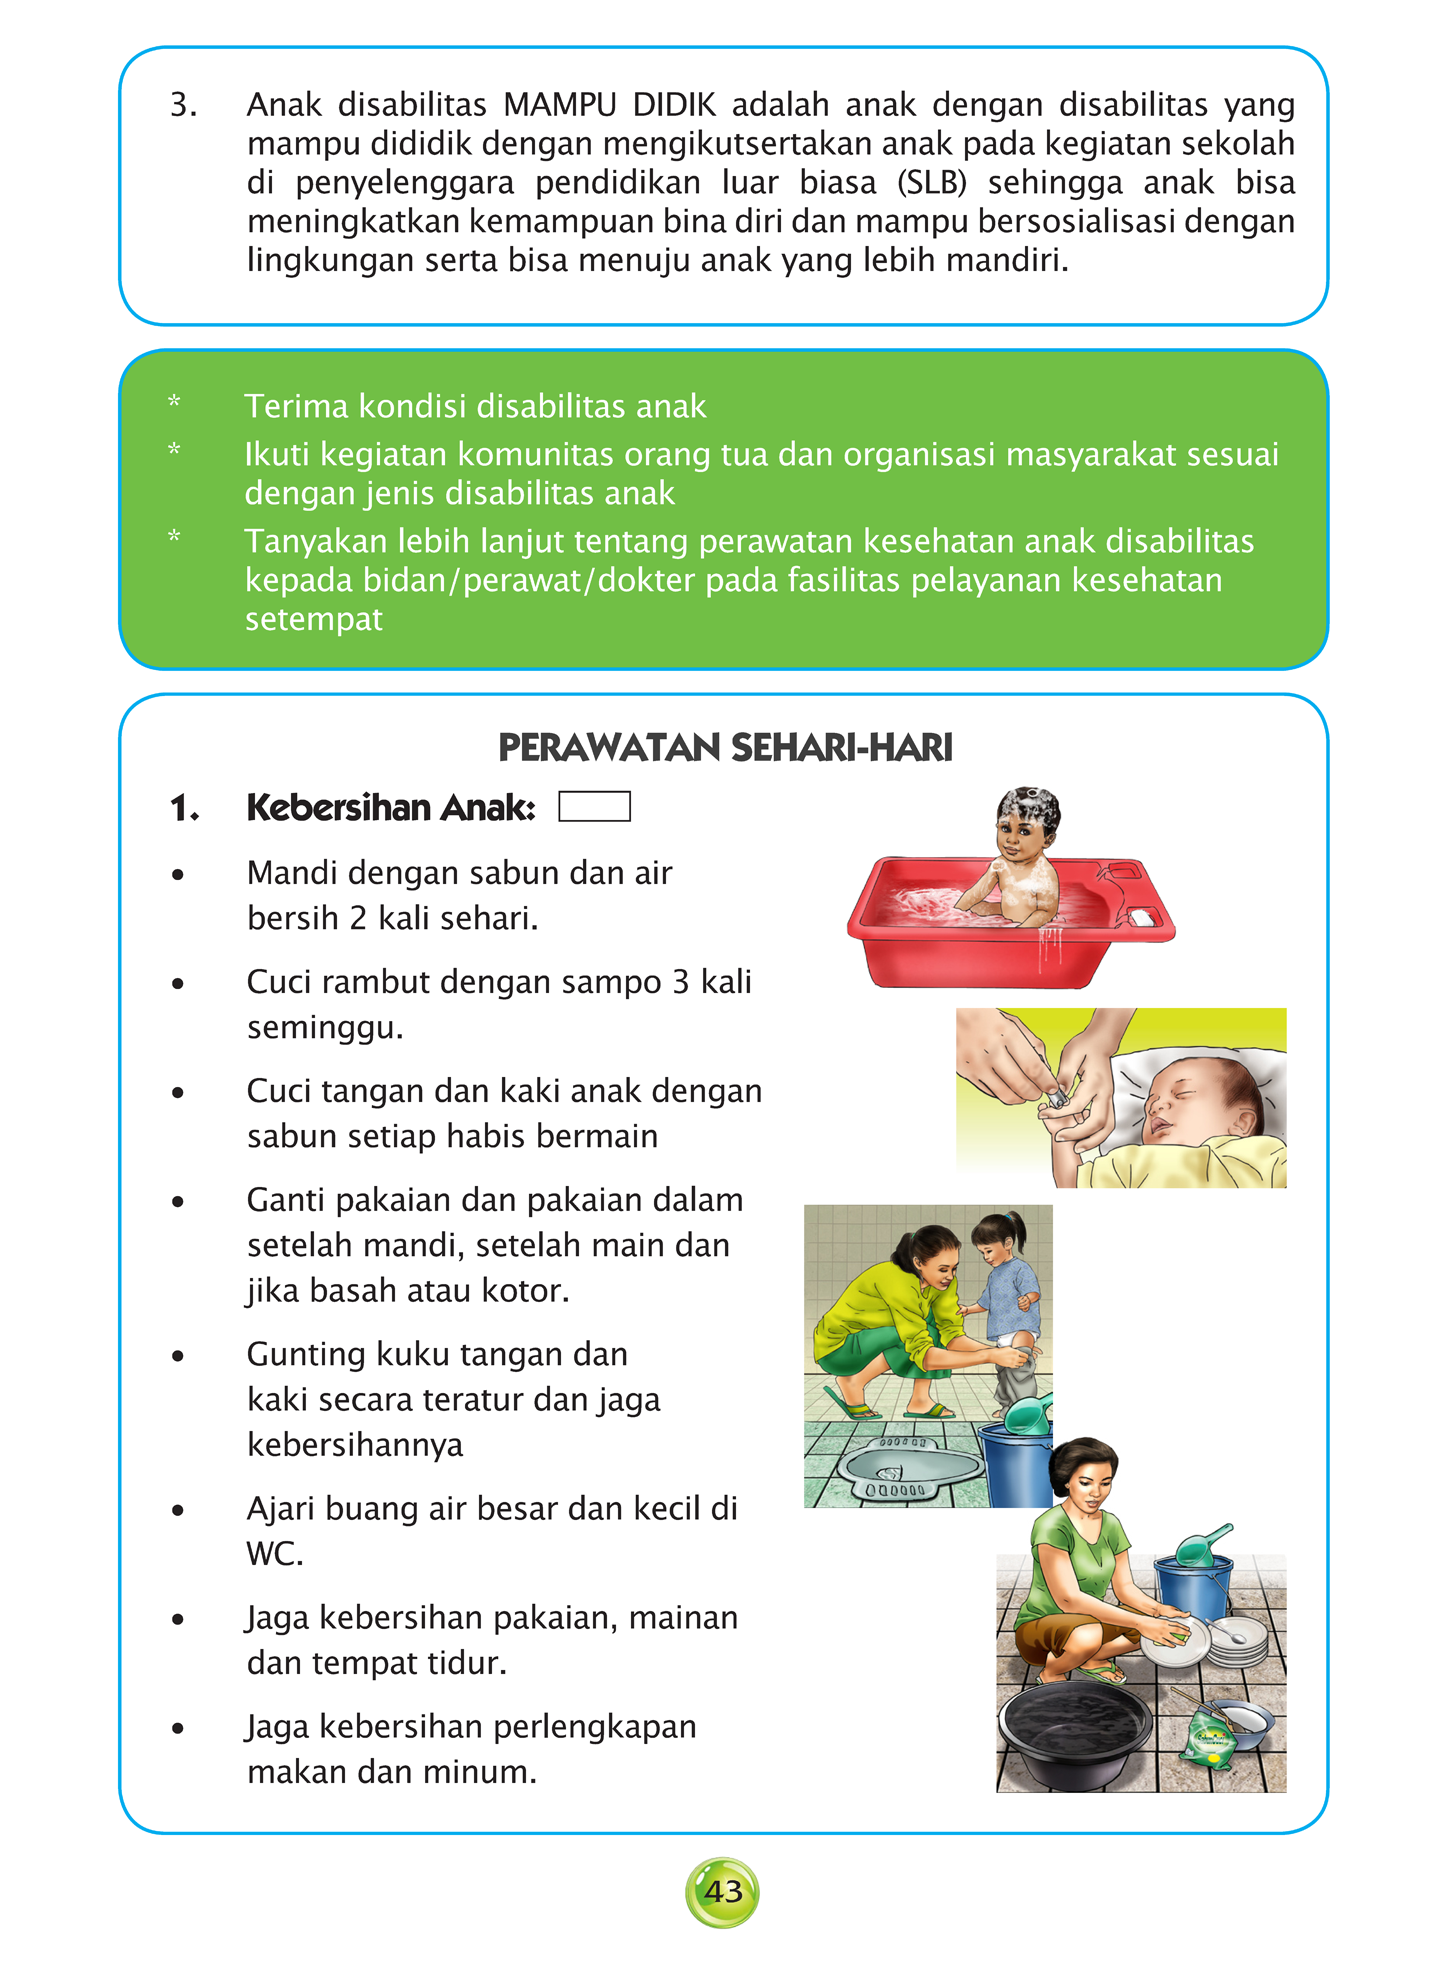 3. Anak disabilitas MAMPU DIDIK adalah anak dengan disabilitas yang
mampu dididik dengan mengikutsertakan anak pada kegiatan sekolah
di penyelenggara pendidikan luar biasa (SLB) sehingga anak bisa
meningkatkan kemampuan bina diri dan mampu bersosialisasi dengan
lingkungan serta bisa menuju anak yang lebih mandiri.
* Terima kondisi disabilitas anak
* Ikuti kegiatan komunitas orang tua dan organisasi masyarakat sesuai
dengan jenis disabilitas anak
* Tanyakan lebih lanjut tentang perawatan kesehatan anak disabilitas
kepada bidan/perawat/dokter pada fasilitas pelayanan kesehatan
setempat
PERAWATAN SEHARI-HARI
1. Kebersihan Anak:
• Mandi dengan sabun dan air
bersih 2 kali sehari.
• Cuci rambut dengan sampo 3 kali
seminggu.
• Cuci tangan dan kaki anak dengan
sabun setiap habis bermain
• Ganti pakaian dan pakaian dalam
setelah mandi, setelah main dan
jika basah atau kotor.
• Gunting kuku tangan dan
kaki secara teratur dan jaga
kebersihannya
• Ajari buang air besar dan kecil di
WC.
• Jaga kebersihan pakaian, mainan
dan tempat tidur.
• Jaga kebersihan perlengkapan
makan dan minum.
43